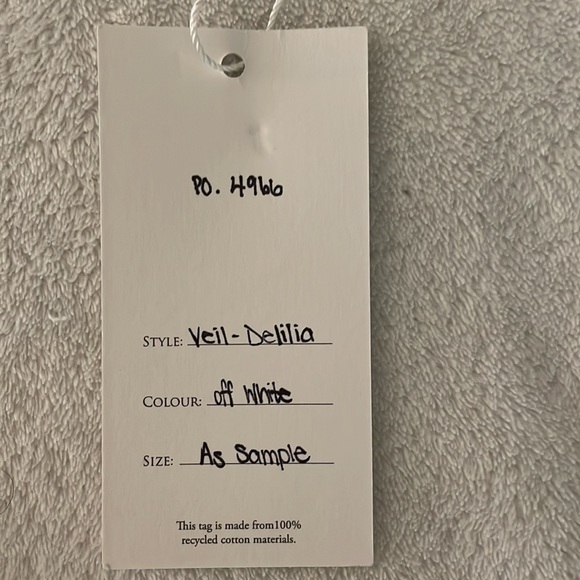 PO. 4966
STYLE: Veil-Delilia
COLOUR: off White
SIZE: As Sample
This tag is made from100%
recycled cotton materials.